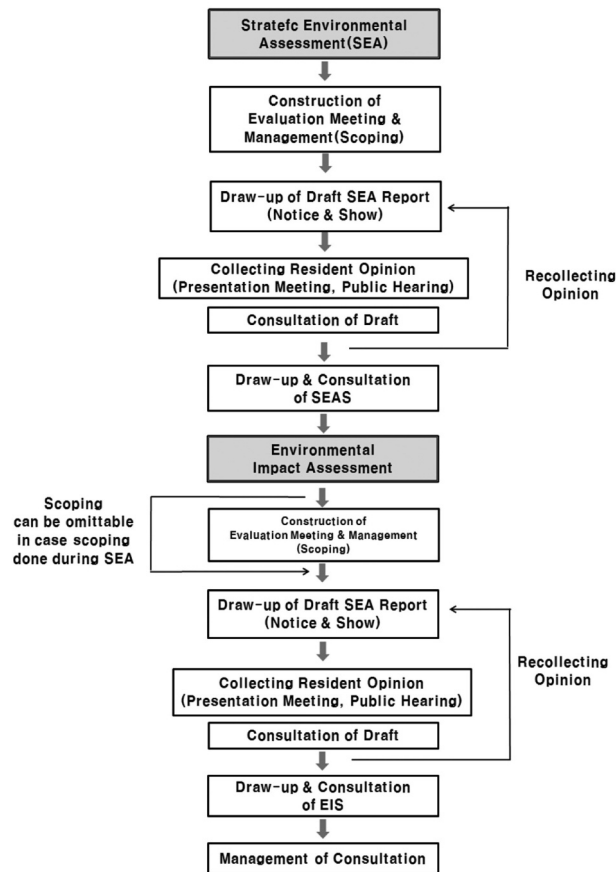 Stratefc Environmental
Assessment(SEA)
Construction of
Evaluation Meeting &
Management(Scoping)
Draw-up of Draft SEA Report
(Notice & Show)
Collecting Resident Opinion
(Presentation Meeting, Public Hearing)
Recollecting
Opinion
Consultation of Draft
Draw-up & Consultation
of SEAS
Environmental
Impact Assessment
Scoping
can be omittable
in case scoping
done during SEA
Construction of
Evaluation Meeting & Management
(Scoping)
Draw-up of Draft SEA Report
(Notice & Show)
Collecting Resident Opinion
(Presentation Meeting, Public Hearing)
Recollecting
Opinion
Consultation of Draft
Draw-up & Consultation
of EIS
Management of Consultation